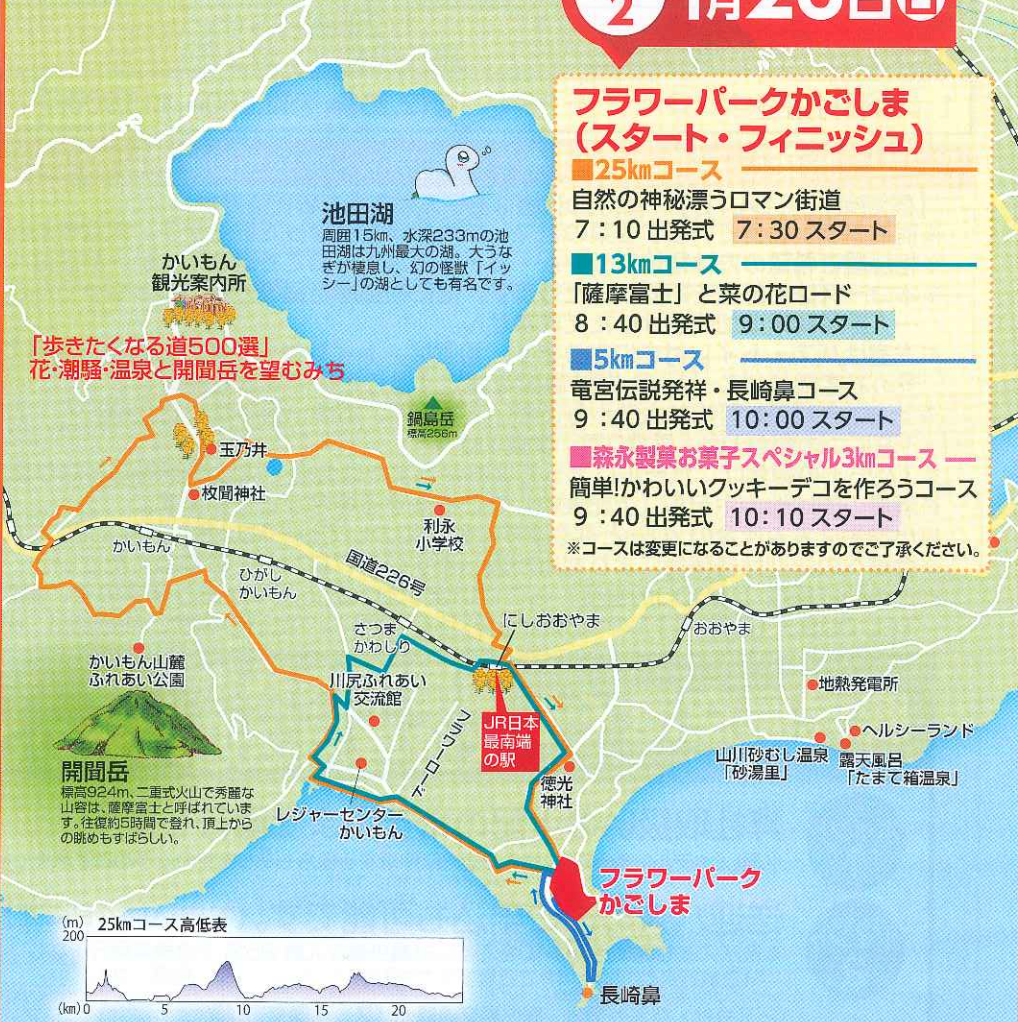 2
1月20日日
フラワーパークかごしま
(スタート・フィニッシュ)
■25kmコース
自然の神秘漂うロマン街道
7:10 出発式 7:30 スタート
■13kmコース
「薩摩富士」と菜の花ロード
8:40 出発式 9:00 スタート
■5kmコース
竜宮伝説発祥・長崎鼻コース
9:40 出発式 10:00 スタート
■森永製菓お菓子スペシャル3kmコース
簡単!かわいいクッキーデコを作ろうコース
9:40 出発式 10:10 スタート
※コースは変更になることがありますのでご了承ください。
池田湖
周囲15km、水深233mの池
田湖は九州最大の湖。大うな
ぎが棲息し、幻の怪獣「イッ
シー」の湖としても有名です。
かいもん
観光案内所
「歩きたくなる道500選」
花・潮騒・温泉と開聞岳を望むみち
鍋島岳
標高256m
玉乃井
枚聞神社
利永
小学校
かいもん
国道226号
ひがし
かいもん
さつま
かわしり
にしおおやま
おおやま
かいもん山麓
ふれあい公園
川尻ふれあい
交流館
フラワーロード
JR日本
最南端
の駅
地熱発電所
ヘルシーランド
山川砂むし温泉
「砂湯里」
露天風呂
「たまて箱温泉」
徳光
神社
開聞岳
標高924m、二重式火山で秀麗な
山容は、薩摩富士と呼ばれていま
す。往復約5時間で登れ、頂上から
の眺めもすばらしい。
レジャーセンター
かいもん
フラワーパーク
かごしま
長崎鼻
(m) 25kmコース高低表
200
(km) 0 5 10 15 20